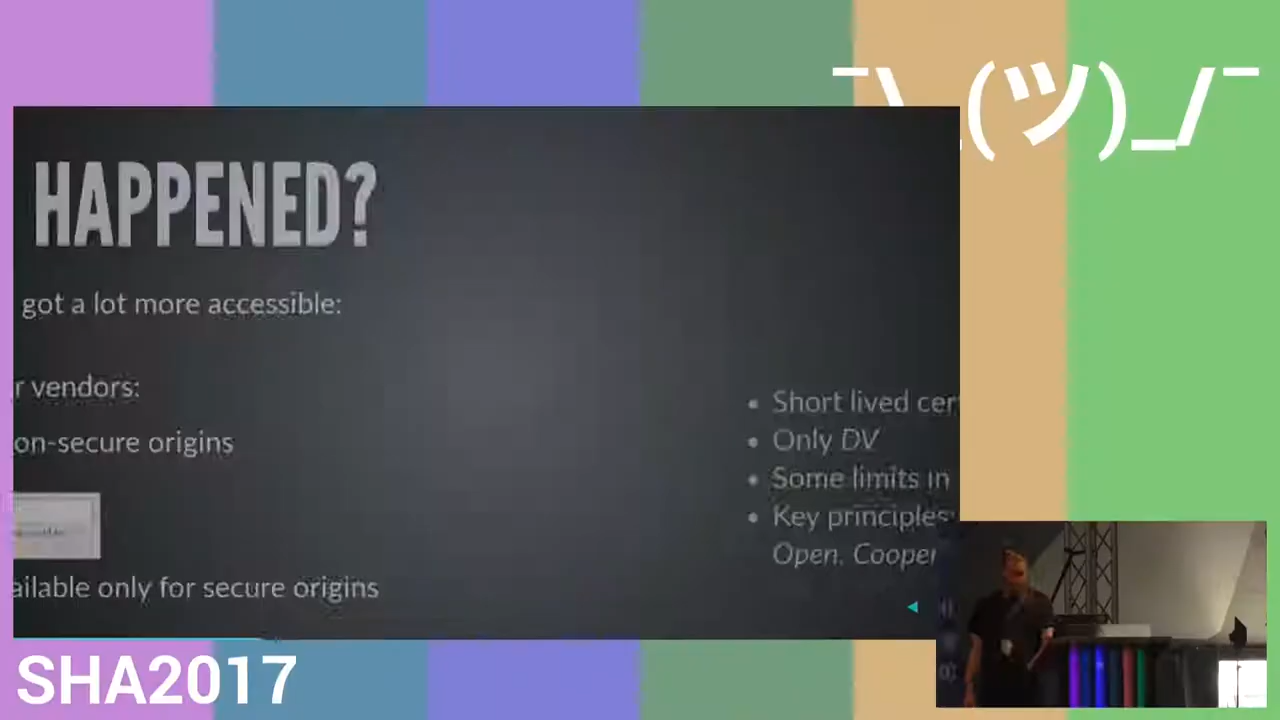 ¯\_(ツ)_/¯
HAPPENED?
got a lot more accessible:
r vendors:
on-secure origins
ailable only for secure origins
Short lived cer
Only DV
Some limits in
Key principles:
Open, Cooper
SHA2017